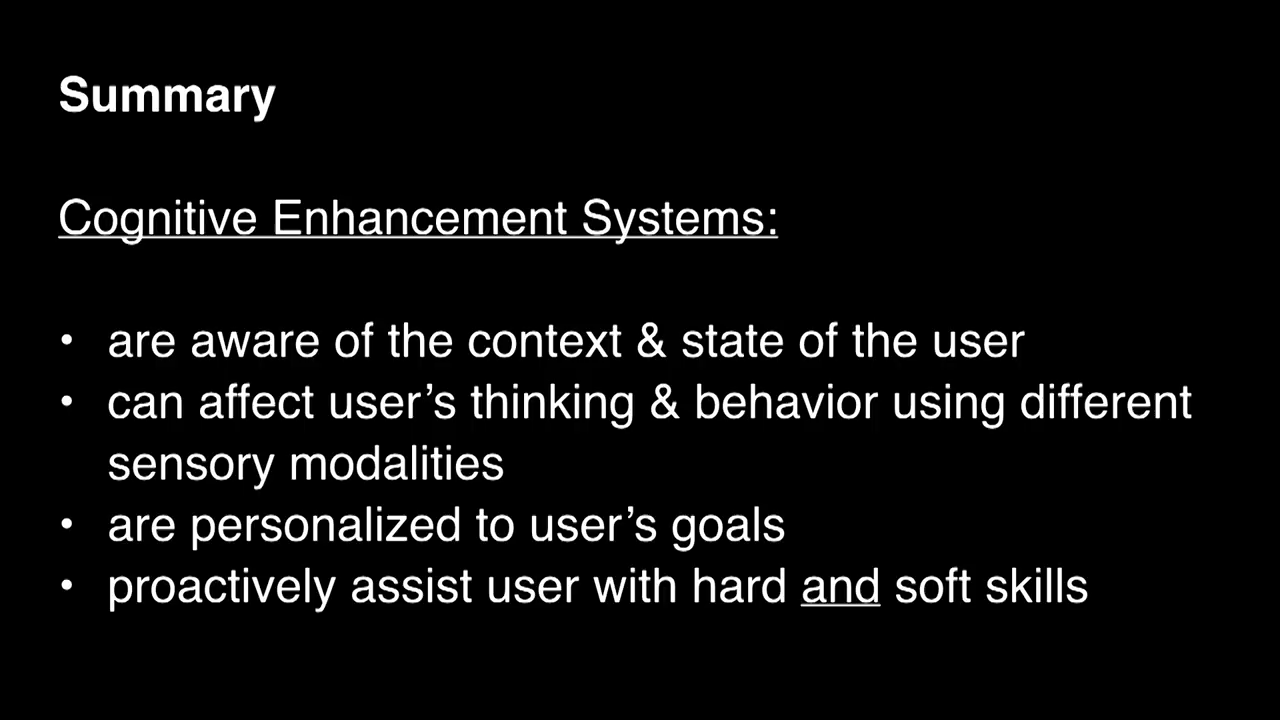 Summary
Cognitive Enhancement Systems:
• are aware of the context & state of the user
• can affect user’s thinking & behavior using different
sensory modalities
• are personalized to user’s goals
• proactively assist user with hard and soft skills